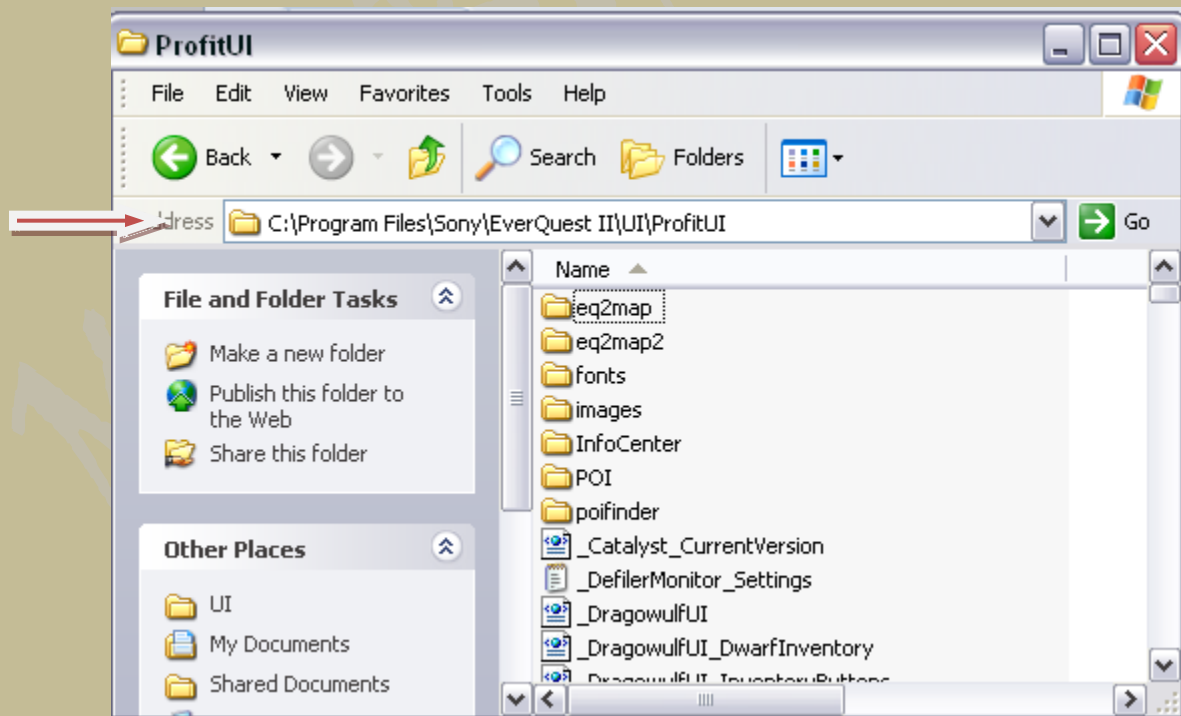 ProfitUI
File Edit View Favorites Tools Help
Back Search Folders
dress C:\Program Files\Sony\EverQuest II\UI\ProfitUI Go
Name
File and Folder Tasks
Make a new folder
Publish this folder to
the Web
Share this folder
Other Places
UI
My Documents
Shared Documents
eq2map
eq2map2
fonts
images
InfoCenter
POI
poifinder
_Catalyst_CurrentVersion
_DefilerMonitor_Settings
_DragowulfUI
_DragowulfUI_DwarfInventory
_DragowulfUI_InventoryButtons